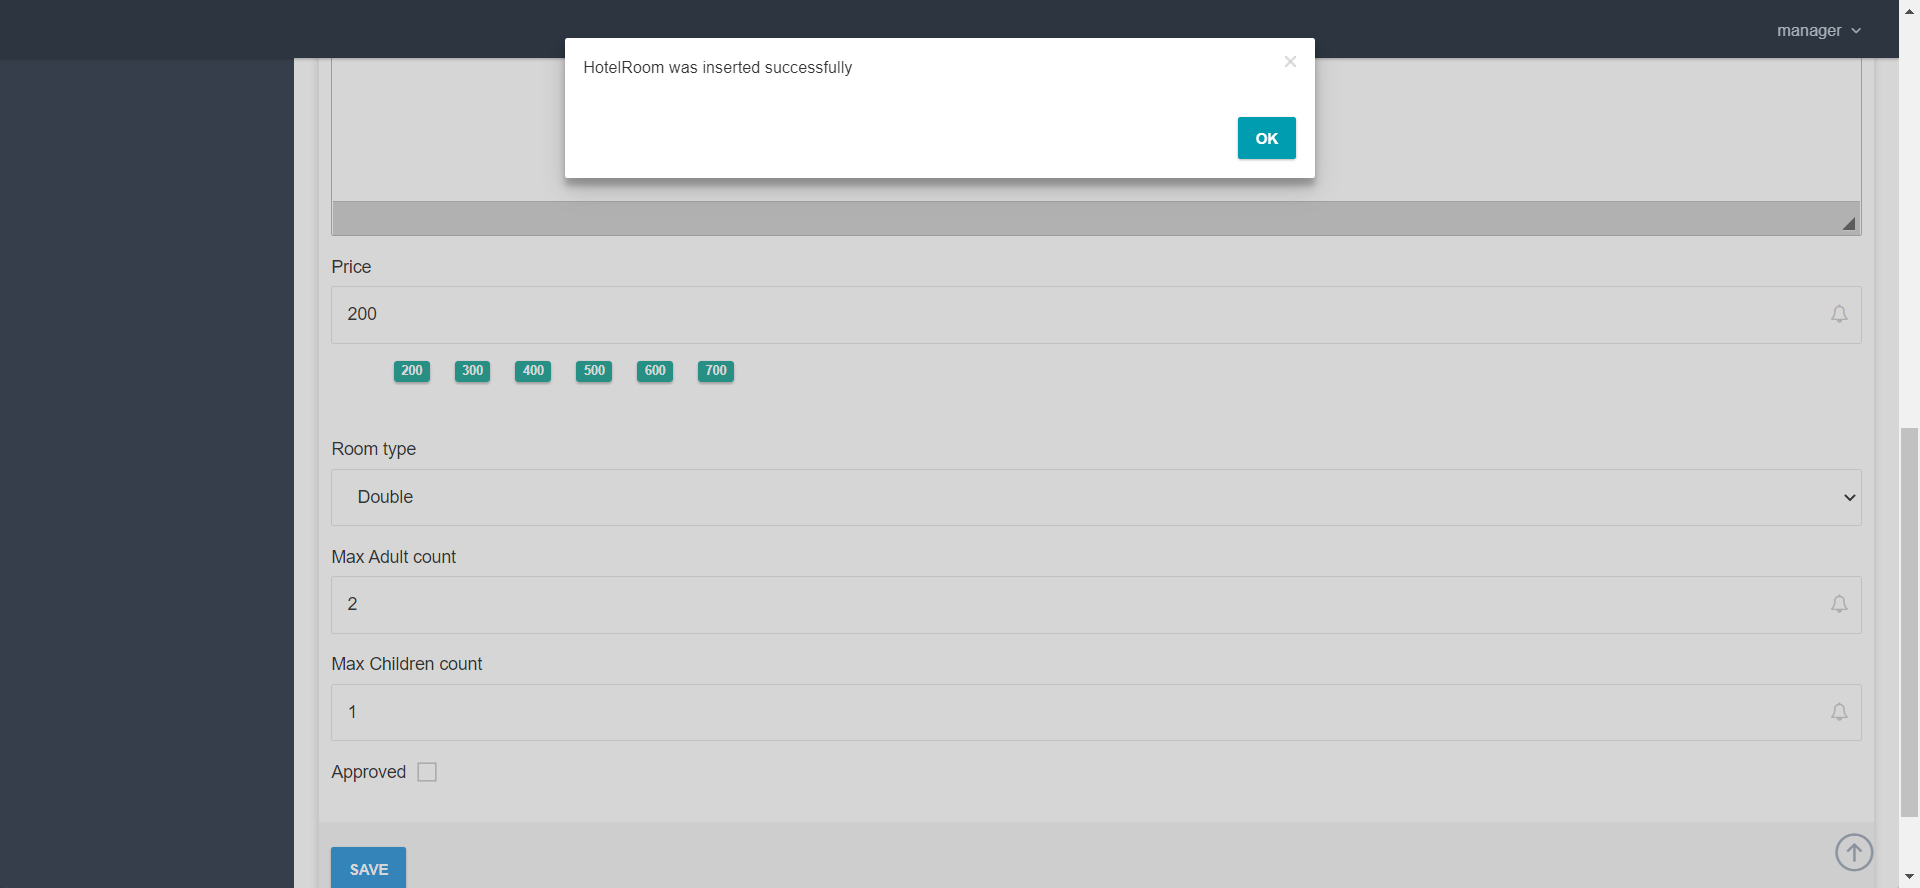 manager
HotelRoom was inserted successfully
×
OK
Price
200
200 300 400 500 600 700
Room type
Double
Max Adult count
2
Max Children count
1
Approved
SAVE